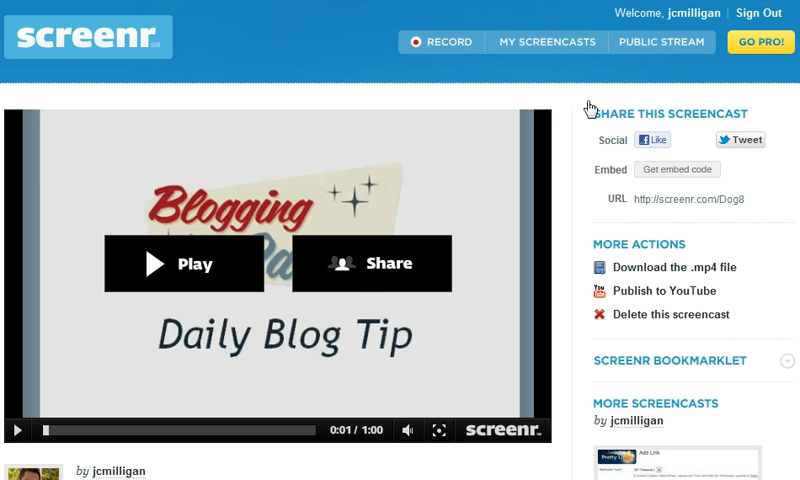 Welcome, jcmilligan | Sign Out
screenr
RECORD MY SCREENCASTS PUBLIC STREAM GO PRO!
Blogging
Play
Share
Daily Blog Tip
0:01 / 1:00
screenr
by jcmilligan
SHARE THIS SCREENCAST
Social Like Tweet
Embed Get embed code
URL http://screenr.com/Dog8
MORE ACTIONS
Download the .mp4 file
You Tube Publish to YouTube
Delete this screencast
SCREENR BOOKMARKLET
MORE SCREENCASTS
by jcmilligan
Pretty Add Link